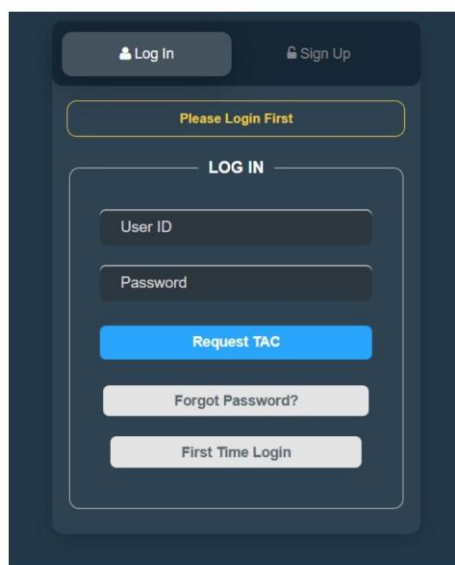 Log In
Sign Up
Please Login First
LOG IN
User ID
Password
Request TAC
Forgot Password?
First Time Login